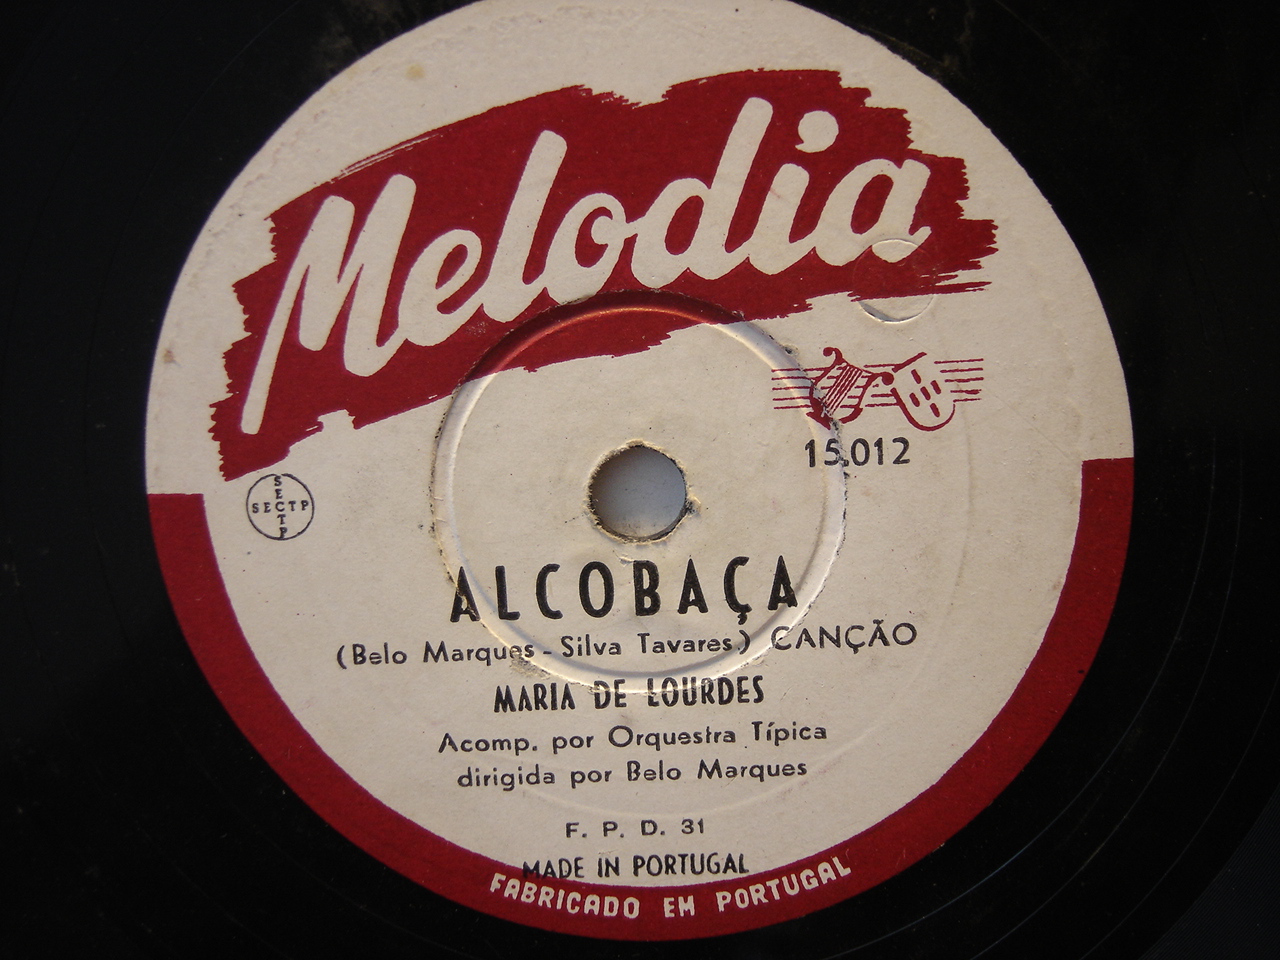 Melodia
15.012
SECTP
SECTP
ALCOBAÇA
(Belo Marques - Silva Tavares) CANÇÃO
MARIA DE LOURDES
Acomp. por Orquestra Típica
dirigida por Belo Marques
F. P. D. 31
MADE IN PORTUGAL
FABRICADO EM PORTUGAL